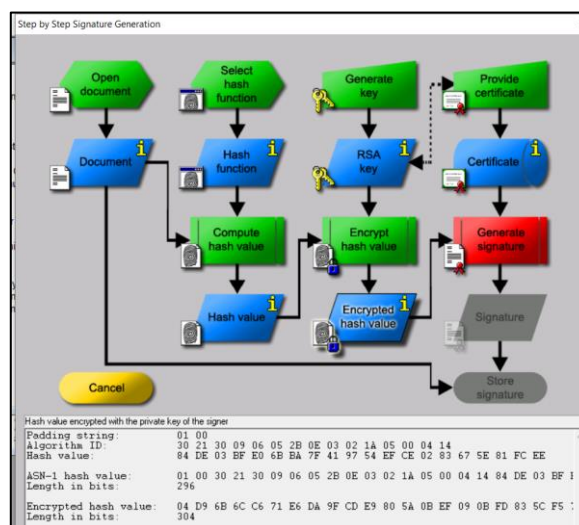 Step by Step Signature Generation
Open document
Select hash function
Generate key
Provide certificate
Document
Hash function
RSA key
Certificate
Compute hash value
Encrypt hash value
Generate signature
Hash value
Encrypted hash value
Signature
Cancel
Store signature
Hash value encrypted with the private key of the signer
Padding string: 01 00
Algorithm ID: 30 21 30 09 06 05 2B 0E 03 02 1A 05 00 04 14
Hash value: 84 DE 03 BF E0 6B BA 7F 41 97 54 EF CE 02 83 67 5E 81 FC EE
ASN-1 hash value: 01 00 30 21 30 09 06 05 2B 0E 03 02 1A 05 00 04 14 84 DE 03 BF
Length in bits: 296
Encrypted hash value: 04 D9 6B 6C C6 71 E6 DA 9F CD E9 80 5A 0B EF 09 0B FD 83 5C F5
Length in bits: 304